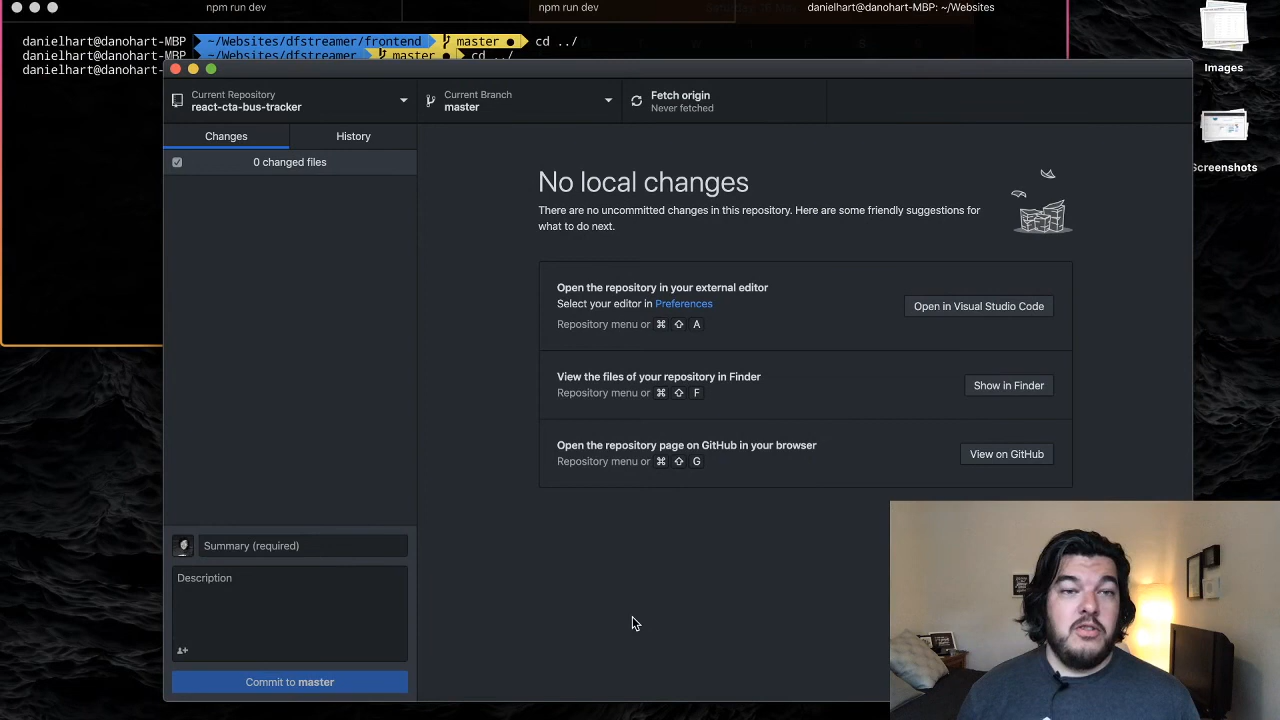 npm run dev
npm run dev
danielhart@danohart-MBP: ~/Websites
danielhart@danohart-MBP ~/Websites/dfstreamer/frontend master ● cd ../
danielhart@danohart-MBP ~/Websites/dfstreamer master ● cd ../
danielhart@danohart-
Images
Screenshots
Current Repository
react-cta-bus-tracker
Current Branch
master
Fetch origin
Never fetched
Changes
History
0 changed files
No local changes
There are no uncommitted changes in this repository. Here are some friendly suggestions for
what to do next.
Open the repository in your external editor
Select your editor in Preferences
Repository menu or ⌘ ⇧ A
Open in Visual Studio Code
View the files of your repository in Finder
Repository menu or ⌘ ⇧ F
Show in Finder
Open the repository page on GitHub in your browser
Repository menu or ⌘ ⇧ G
View on GitHub
Summary (required)
Description
Commit to master